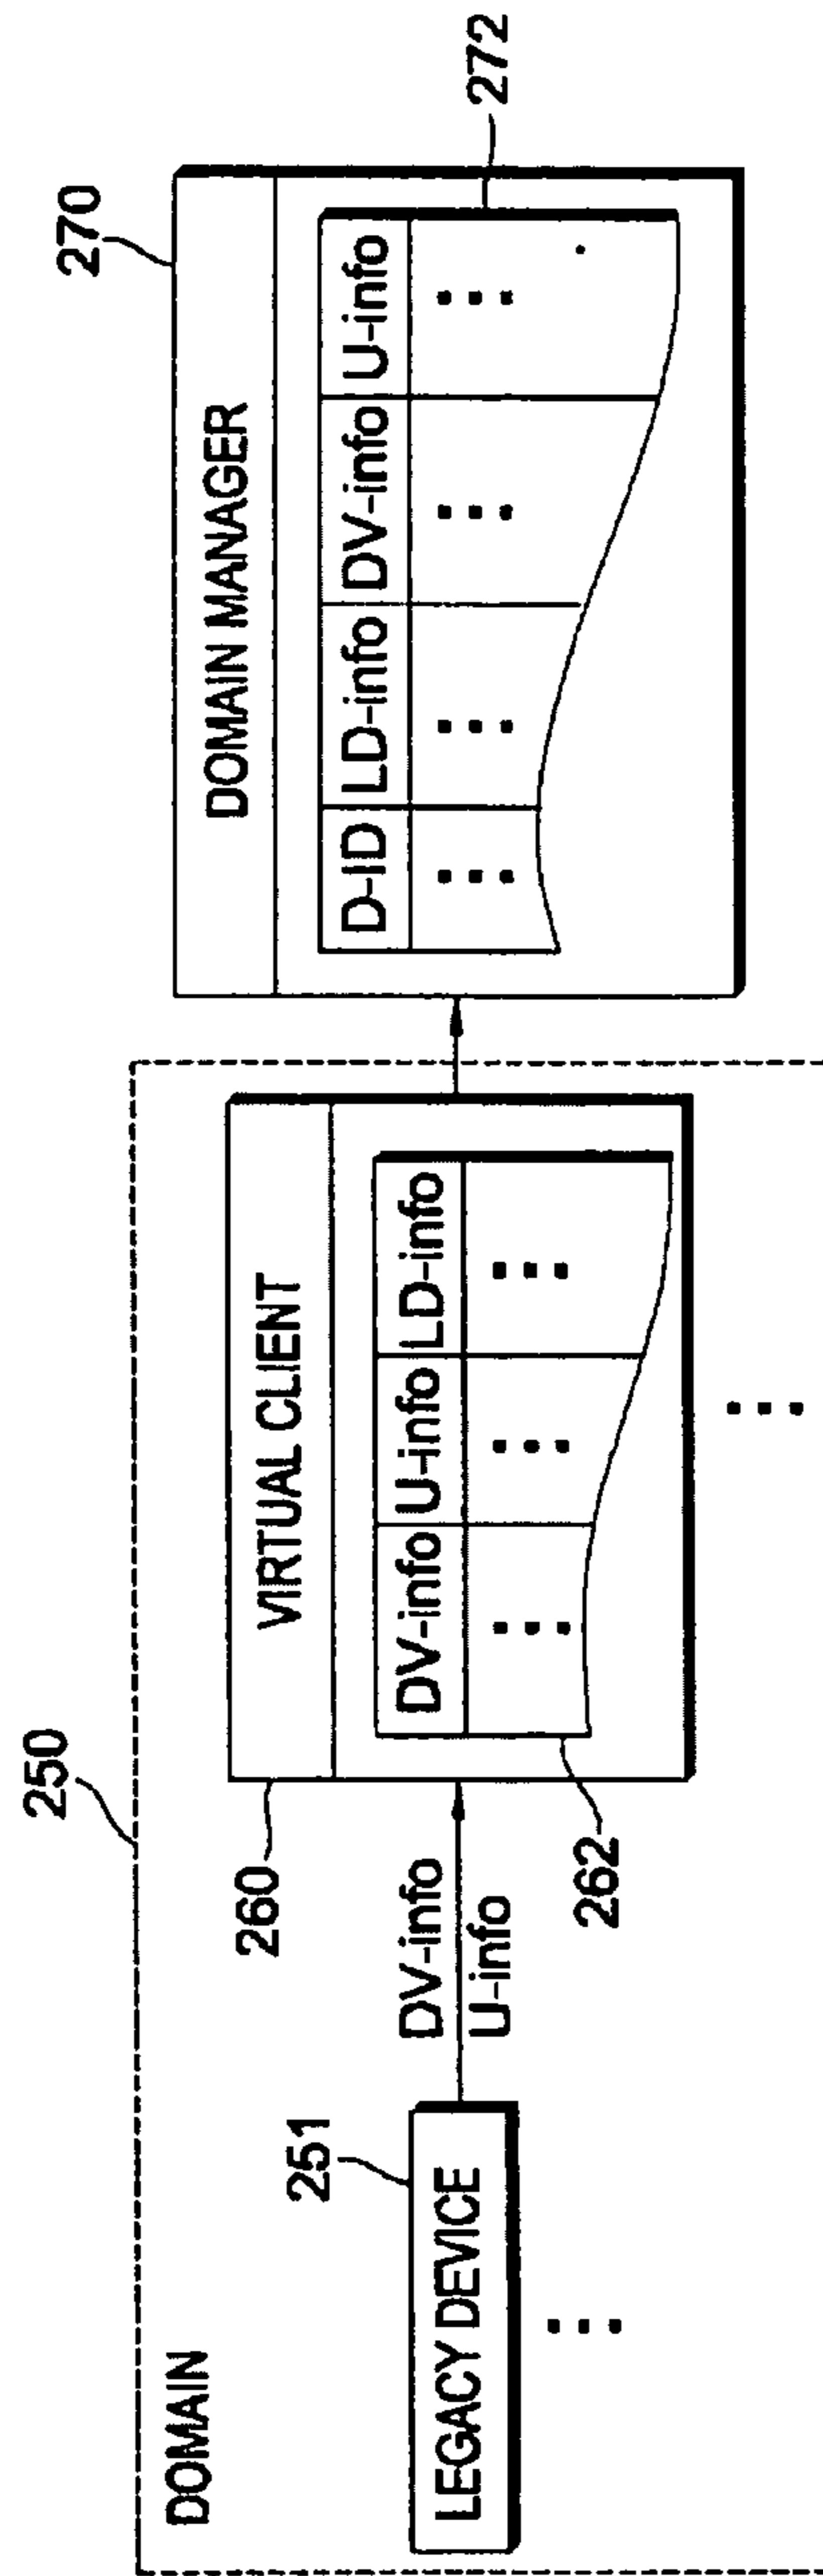 250
DOMAIN
251
LEGACY DEVICE
DV-info
U-info
260
VIRTUAL CLIENT
DV-info U-info LD-info
262
270
DOMAIN MANAGER
D-ID LD-info DV-info U-info
272